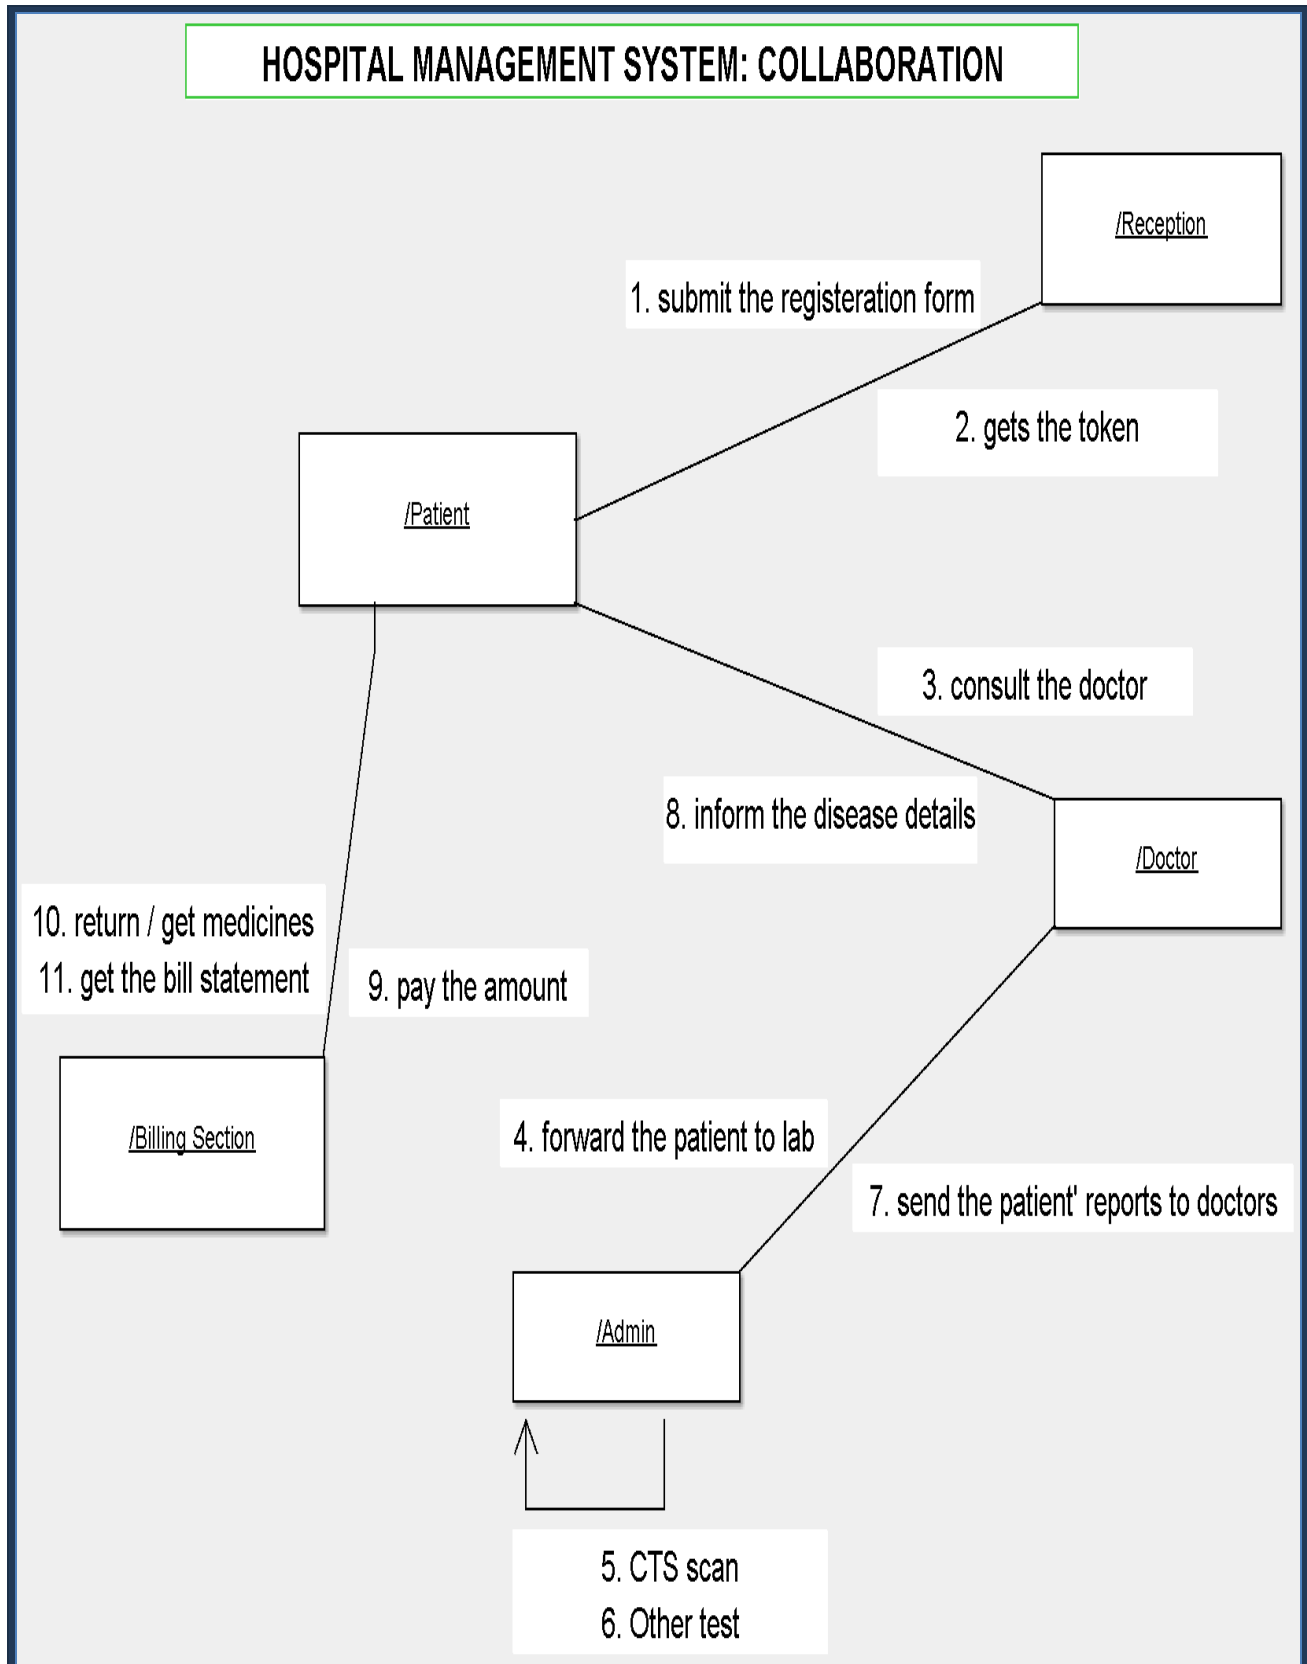 HOSPITAL MANAGEMENT SYSTEM: COLLABORATION
/Reception
1. submit the registeration form
2. gets the token
/Patient
3. consult the doctor
8. inform the disease details
/Doctor
10. return / get medicines
11. get the bill statement
9. pay the amount
/Billing Section
4. forward the patient to lab
7. send the patient' reports to doctors
/Admin
5. CTS scan
6. Other test